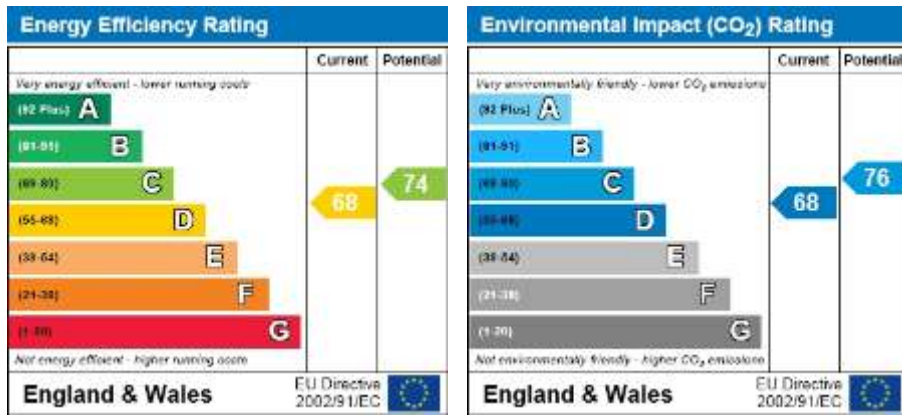 Energy Efficiency Rating
Current Potential
Very energy efficient - lower running costs
(92 Plus) A
(81-91) B
(69-80) C
(55-68) D
(39-54) E
(21-38) F
(1-20) G
68
74
Not energy efficient - higher running costs
England & Wales
EU Directive
2002/91/EC
Environmental Impact (CO₂) Rating
Current Potential
Very environmentally friendly - lower CO₂ emissions
(92 Plus) A
(81-91) B
(69-80) C
(55-68) D
(39-54) E
(21-38) F
(1-20) G
68
76
Not environmentally friendly - higher CO₂ emissions
England & Wales
EU Directive
2002/91/EC